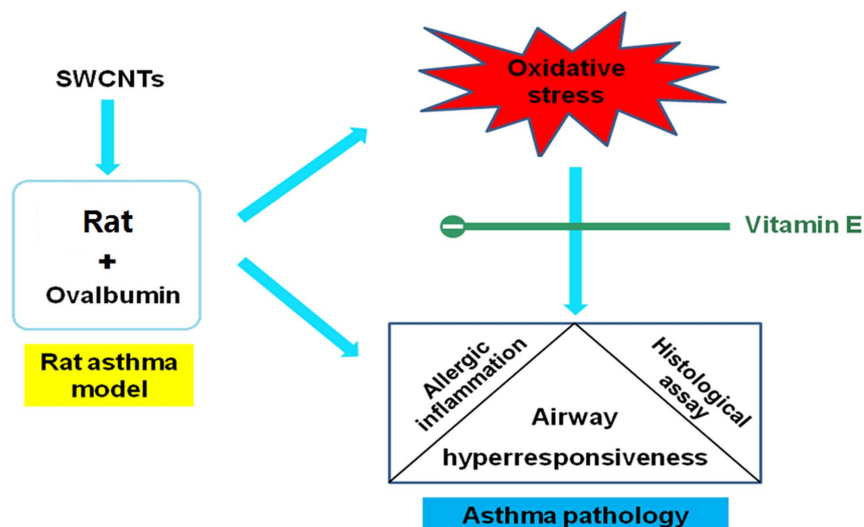 SWCNTs
Rat
+
Ovalbumin
Rat asthma
model
Oxidative
stress
Vitamin E
Allergic
inflammation
Airway
hyperresponsiveness
Histological
assay
Asthma pathology